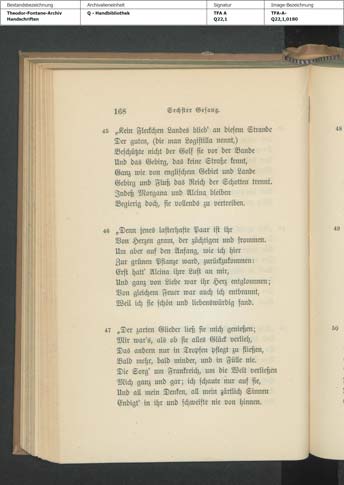 Bestandsbezeichnung Archivalieneinheit Signatur Image-Bezeichnung
Theodor-Fontane-Archiv Q - Handbibliothek TFA A TFA-A-
Handschriften Q22,1 Q22,1,0180
168 Sechster Gesang.
45 „Kein Fleckchen Landes blieb' an diesem Strande
Der guten, (die man Logistilla nennt,)
Beschützte nicht der Golf sie vor der Bande
Und das Gebirg, das keine Straße kennt,
Ganz wie von englischem Gebiet und Lande
Gebirg und Fluß das Reich der Schotten trennt.
Indeß Morgana und Alcina bleiben
Begierig doch, sie vollends zu vertreiben.
46 „Denn jenes lasterhafte Paar ist ihr
Von Herzen gram, der züchtigen und frommen.
Um aber auf den Anfang, wie ich hier
Zur grünen Pflanze ward, zurückzukommen:
Erst hatt' Alcina ihre Lust an mir,
Und ganz von Liebe war ihr Herz entglommen;
Von gleichem Feuer war auch ich entbrannt,
Weil ich sie schön und liebenswürdig fand.
47 „Der zarten Glieder ließ sie mich genießen;
Mir war's, als ob sie alles Glück verlieh,
Das andern nur in Tropfen pflegt zu fließen,
Bald mehr, bald minder, und in Fülle nie.
Die Sorg' um Frankreich, um die Welt verließen
Mich ganz und gar; ich schaute nur auf sie,
Und all mein Denken, all mein zärtlich Sinnen
Endigt' in ihr und schweifte nie von hinnen.
48
49
50